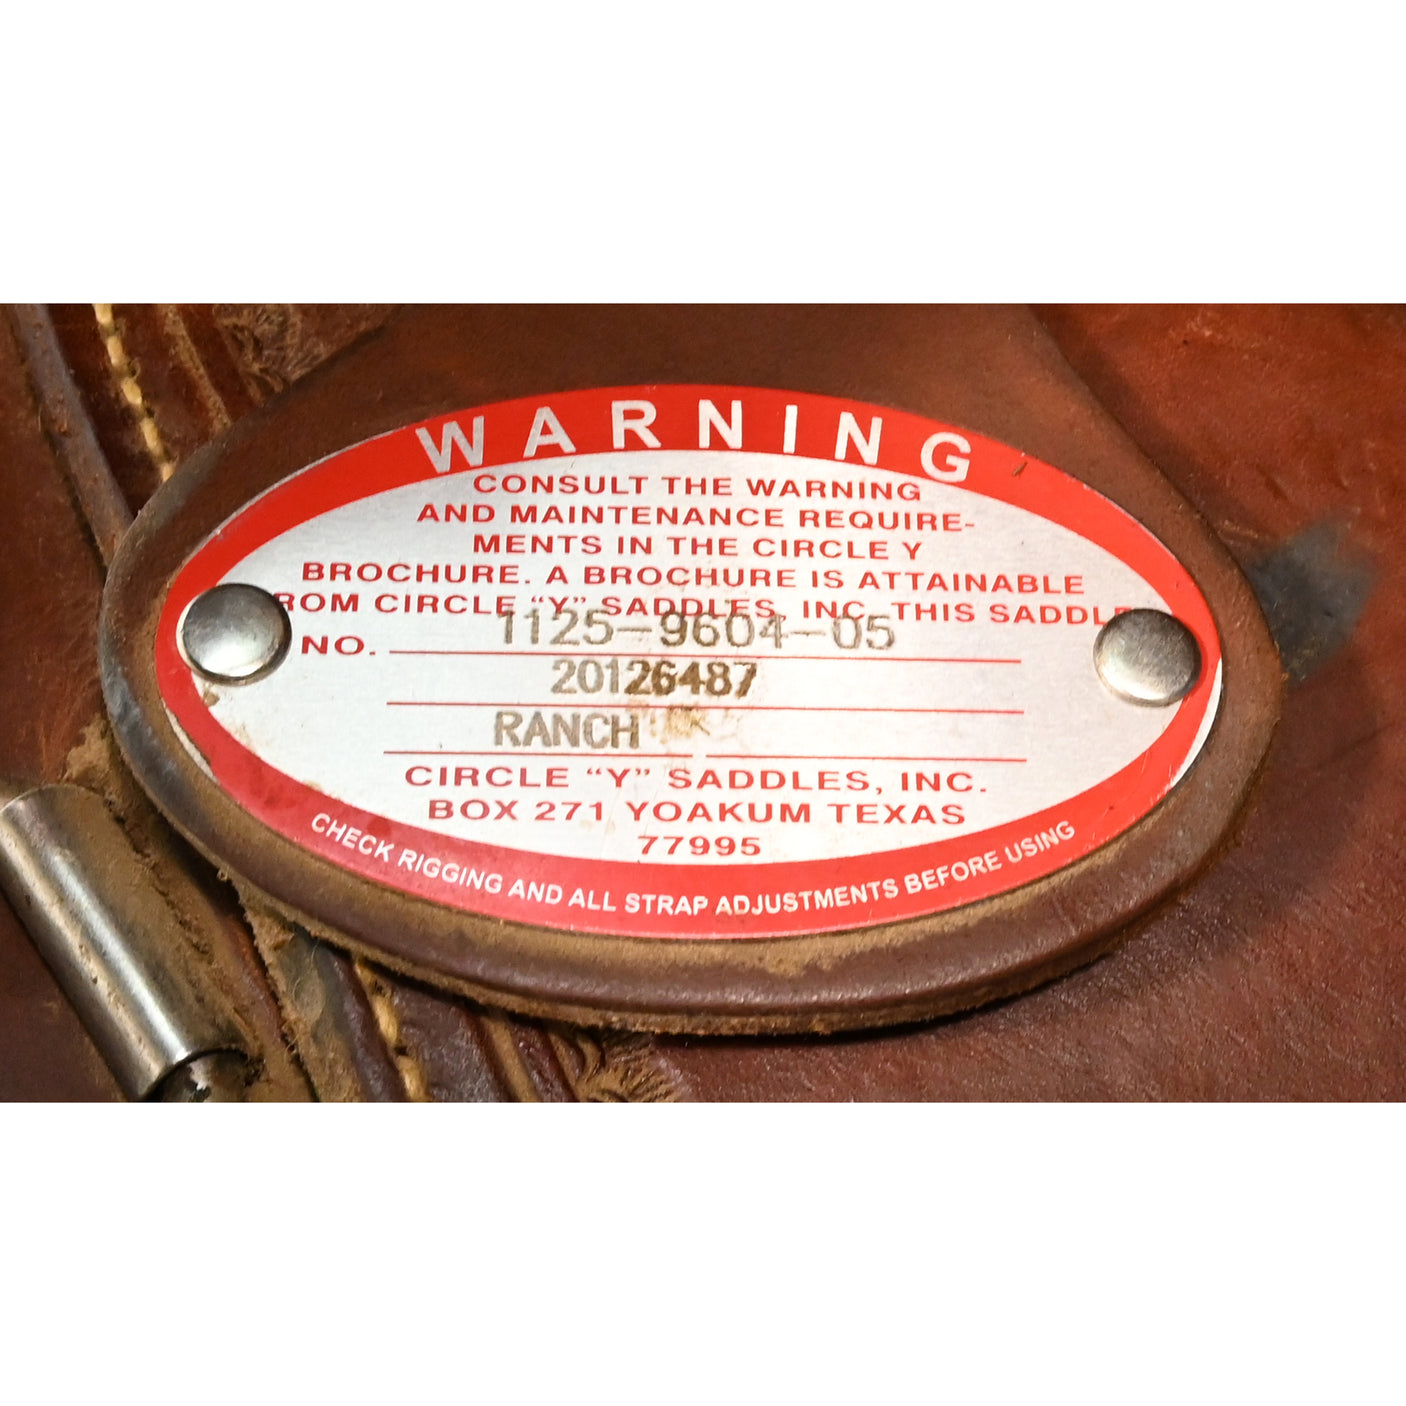 WARNING
CONSULT THE WARNING
AND MAINTENANCE REQUIRE-
MENTS IN THE CIRCLE Y
BROCHURE. A BROCHURE IS ATTAINABLE
ROM CIRCLE “Y” SADDLES, INC. THIS SADDL
NO. 1125-9604-05
20126487
RANCH
CIRCLE “Y” SADDLES, INC.
BOX 271 YOAKUM TEXAS
77995
CHECK RIGGING AND ALL STRAP ADJUSTMENTS BEFORE USING